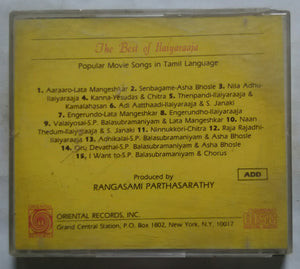 The Best of Ilaiyaraaja
Popular Movie Songs in Tamil Language
1. Aararo-Lata Mangeshkar 2. Senbagame-Asha Bhosle 3. Nila Adhu-
Ilaiyaraaja 4. Kanna-Yesudas & Chitra 5. Thenpandi-Ilaiyaraaja &
Kamalahasan 6. Adi Aatthaadi-Ilaiyaraaja & S. Janaki
7. Engerundo-Lata Mangeshkar 8. Engerundho-Ilaiyaraaja
9. Valaiyosai-S.P. Balasubramaniyam & Lata Mangeshkar 10. Naan
Thedum-Ilaiyaraaja & S. Janaki 11. Ninnukkori-Chitra 12. Raja Rajadhi-
Ilaiyaraaja 13. Adhikalai-S.P. Balasubramaniyam & Asha Bhosle
14. Oru Devathai-S.P. Balasubramaniyam & Asha Bhosle
15. I Want to-S.P. Balasubramaniyam & Chorus
Produced by
RANGASAMI PARTHASARATHY
ADD
ORIENTAL RECORDS, INC.
Grand Central Station, P.O. Box 1802, New York, N.Y. 10017